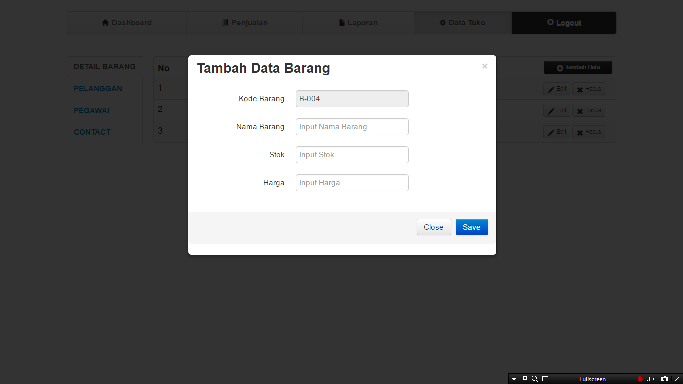 Dashboard
Penjualan
Laporan
Data Toko
Logout
DETAIL BARANG
No
Tambah Data
PELANGGAN
1
Edit
Hapus
PEGAWAI
2
Edit
Hapus
CONTACT
3
Edit
Hapus
Tambah Data Barang
×
Kode Barang
B-004
Nama Barang
Input Nama Barang
Stok
Input Stok
Harga
Input Harga
Close
Save
Fullscreen